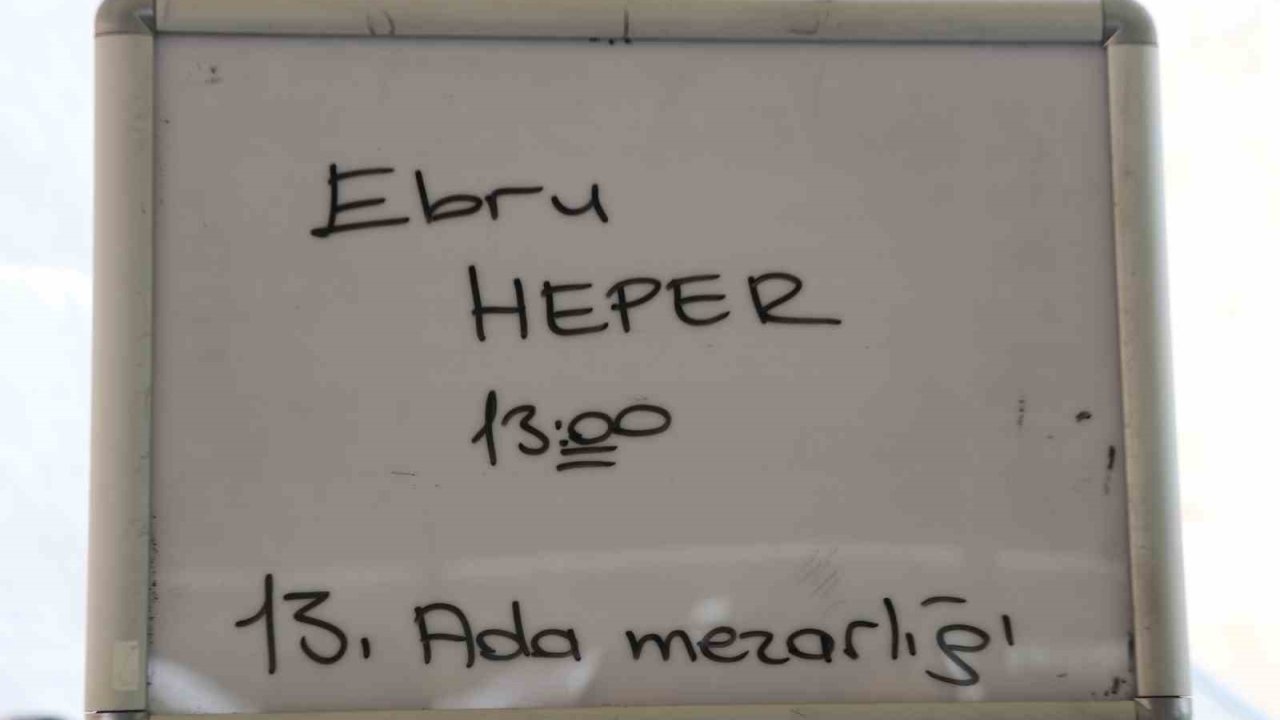 Ebru
HEPER
13:00
13. Ada mezarlığı